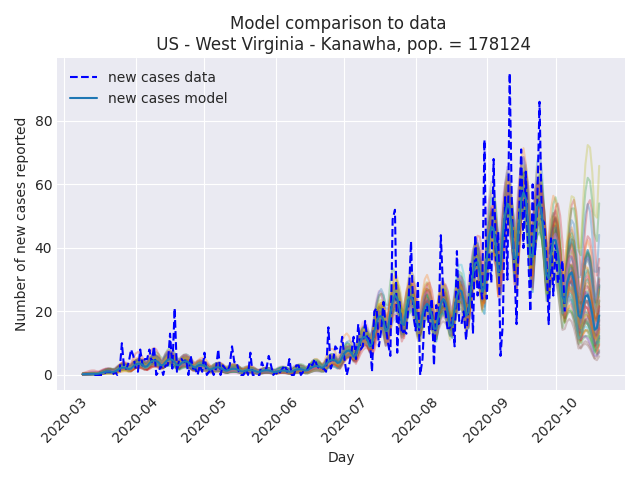 Model comparison to data
US - West Virginia - Kanawha, pop. = 178124
new cases data
new cases model
Number of new cases reported
80
60
40
20
0
2020-03
2020-04
2020-05
2020-06
2020-07
2020-08
2020-09
2020-10
Day